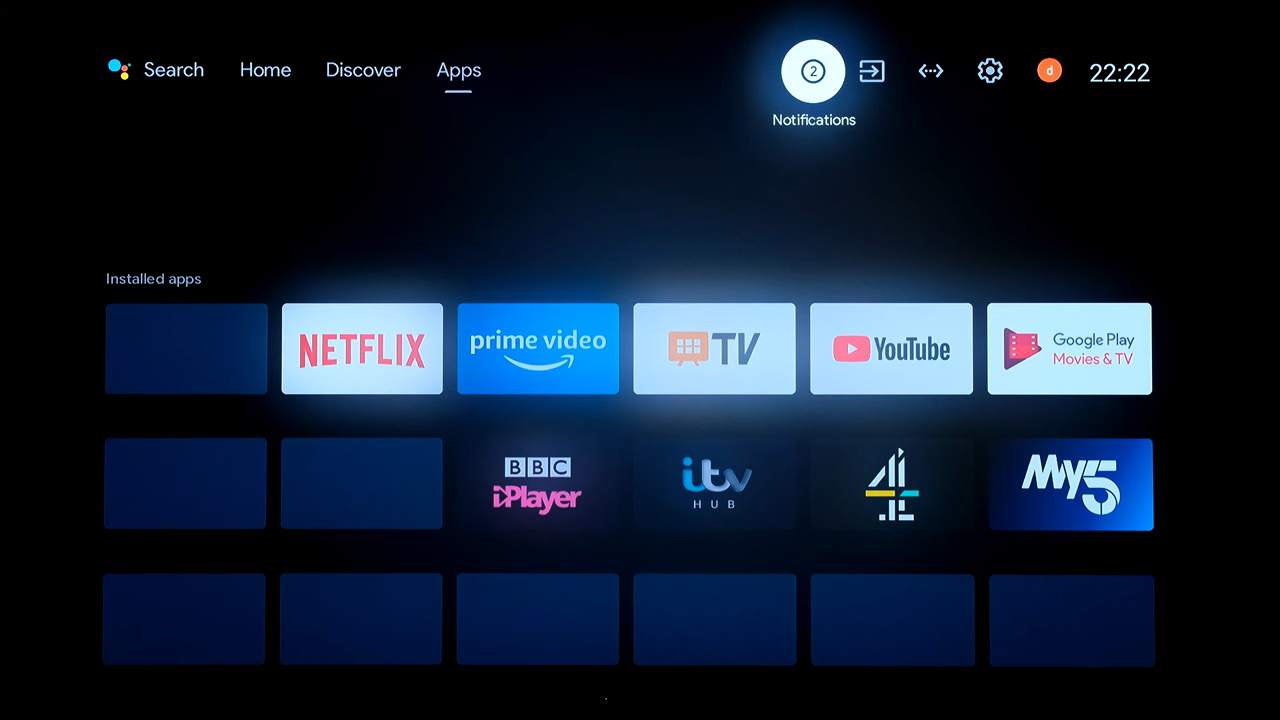 Search Home Discover Apps 2 d 22:22
Notifications
Installed apps
NETFLIX
prime video
TV
YouTube
Google Play
Movies & TV
BBC
iPlayer
itv
HUB
4
My5